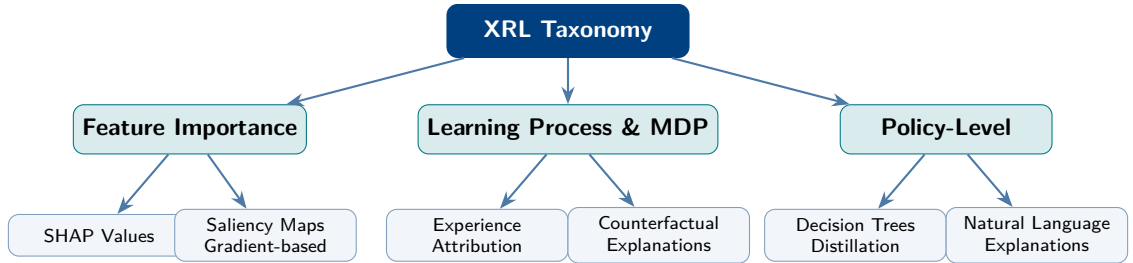 XRL Taxonomy
Feature Importance
Learning Process & MDP
Policy-Level
SHAP Values
Saliency Maps
Gradient-based
Experience
Attribution
Counterfactual
Explanations
Decision Trees
Distillation
Natural Language
Explanations